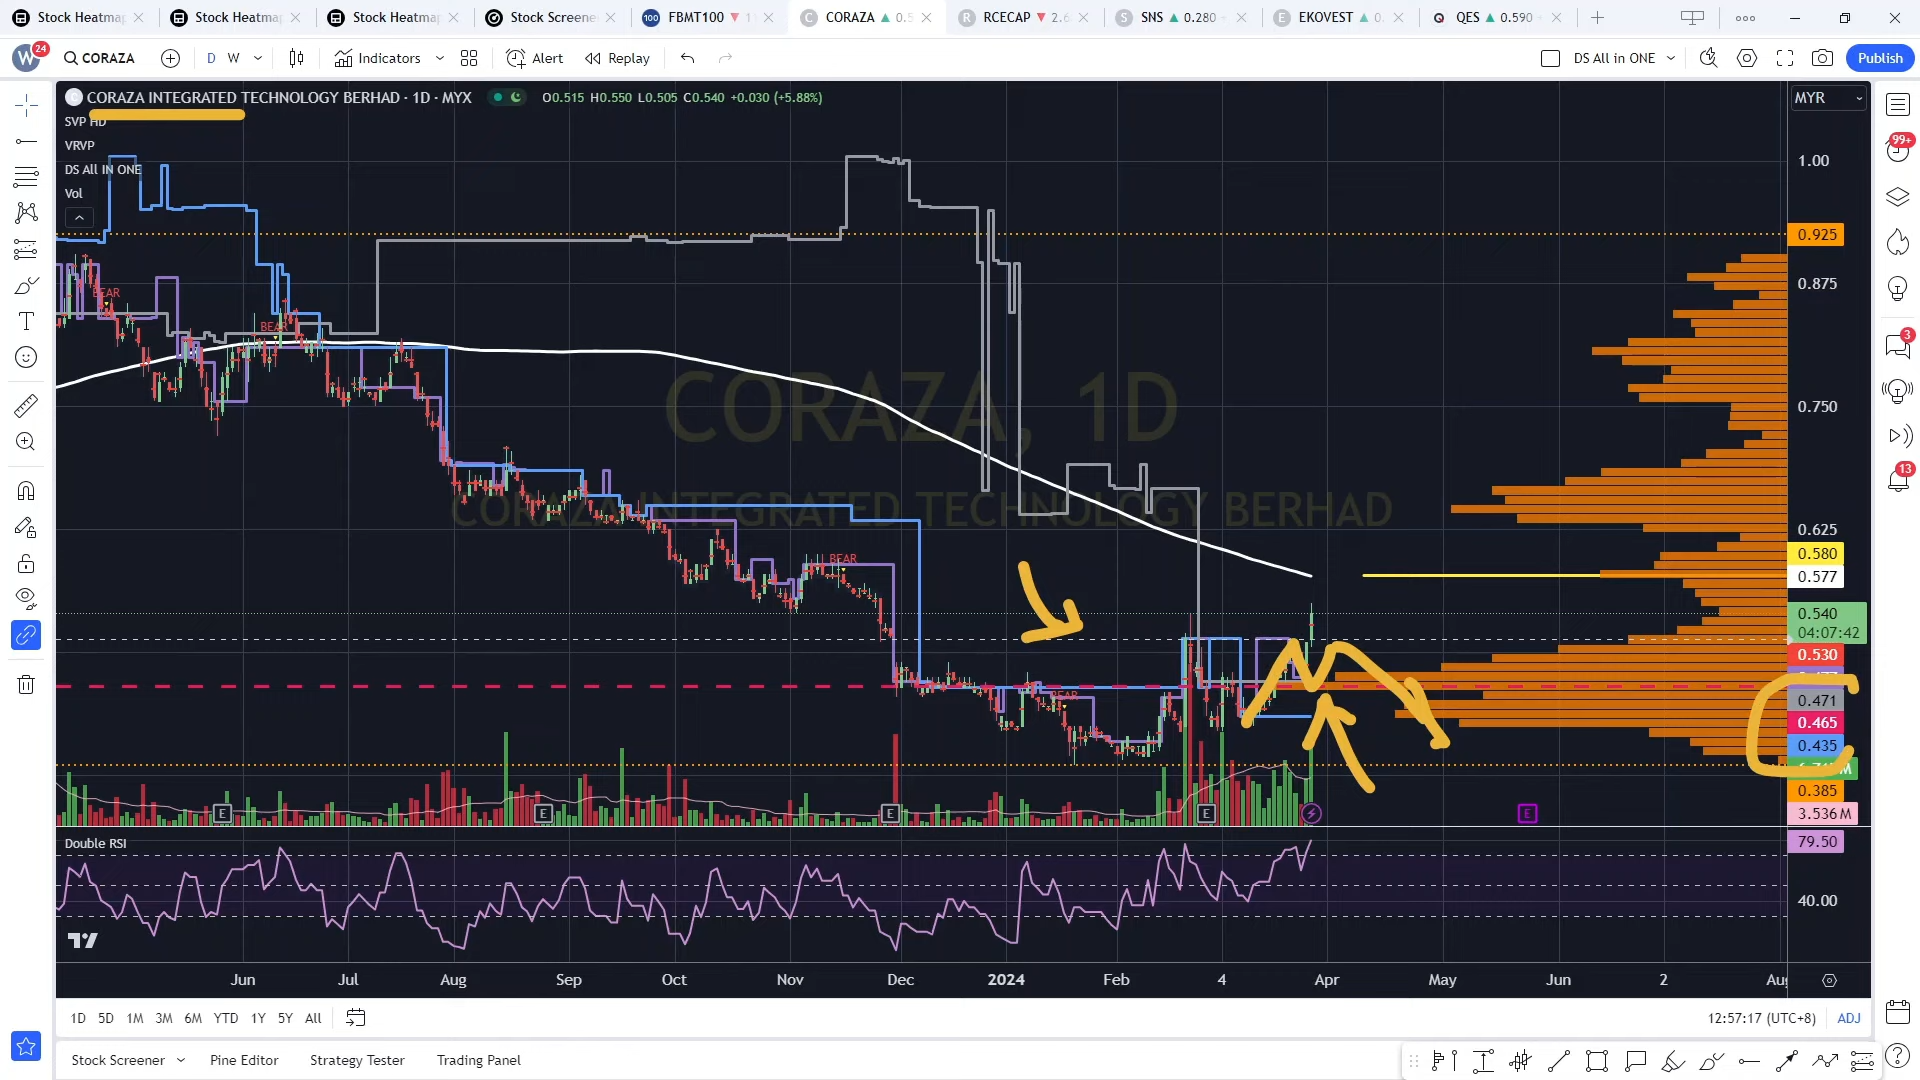 Stock Heatmap
Stock Heatmap
Stock Heatmap
Stock Screene
100 FBMT100
C CORAZA
R RCECAP
S SNS 0.280
E EKOVEST
Q QES 0.590
W 24
CORAZA
D W
Indicators
Alert
Replay
DS All in ONE
Publish
CORAZA INTEGRATED TECHNOLOGY BERHAD · 1D · MYX
O0.515 H0.550 L0.505 C0.540 +0.030 (+5.88%)
MYR
SVP HD
VRVP
DS All IN ONE
Vol
CORAZA, 1D
CORAZA INTEGRATED TECHNOLOGY BERHAD
BEAR
BEAR
BEAR
BEAR
1.00
0.925
0.875
0.750
0.625
0.580
0.577
0.540
04:07:42
0.530
0.471
0.465
0.435
0.385
3.536 M
E E E E E
Double RSI
79.50
40.00
Jun Jul Aug Sep Oct Nov Dec 2024 Feb 4 Apr May Jun 2
1D 5D 1M 3M 6M YTD 1Y 5Y All
12:57:17 (UTC+8)
ADJ
Stock Screener
Pine Editor
Strategy Tester
Trading Panel
99+
3
13